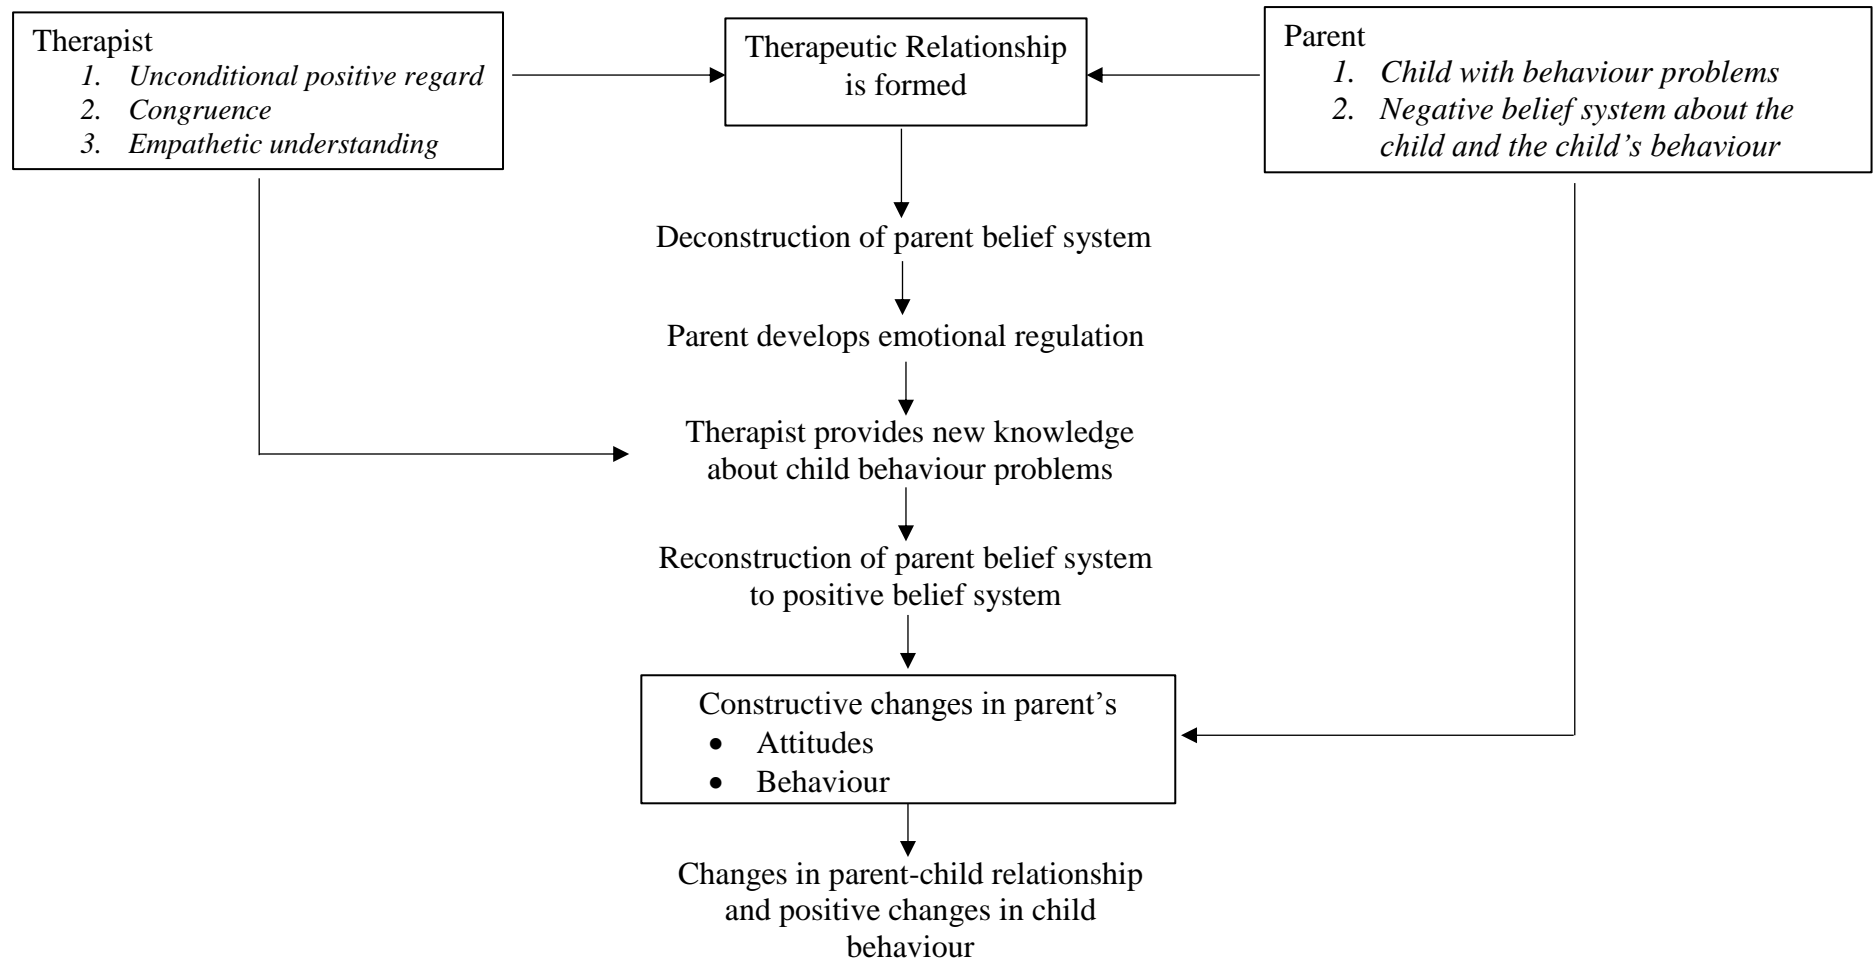 Therapist
1. Unconditional positive regard
2. Congruence
3. Empathetic understanding
Therapeutic Relationship
is formed
Parent
1. Child with behaviour problems
2. Negative belief system about the
child and the child’s behaviour
Deconstruction of parent belief system
Parent develops emotional regulation
Therapist provides new knowledge
about child behaviour problems
Reconstruction of parent belief system
to positive belief system
Constructive changes in parent’s
• Attitudes
• Behaviour
Changes in parent-child relationship
and positive changes in child
behaviour